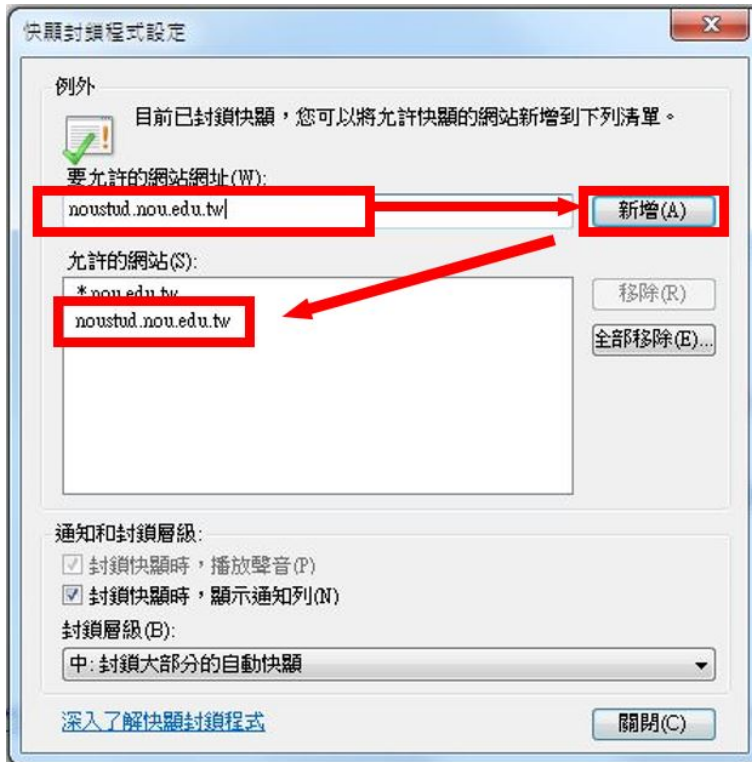 快顯封鎖程式設定
例外
目前已封鎖快顯，您可以將允許快顯的網站新增到下列清單。
要允許的網站網址(W):
noustud.nou.edu.tw
新增(A)
允許的網站(S):
*.nou.edu.tw
noustud.nou.edu.tw
移除(R)
全部移除(E)...
通知和封鎖層級:
封鎖快顯時，播放聲音(P)
封鎖快顯時，顯示通知列(N)
封鎖層級(B):
中: 封鎖大部分的自動快顯
深入了解快顯封鎖程式
關閉(C)